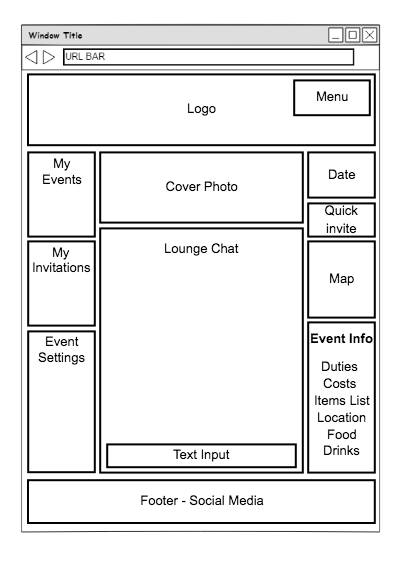 Window Title
URL BAR
Logo
Menu
My
Events
My
Invitations
Event
Settings
Cover Photo
Lounge Chat
Text Input
Date
Quick
invite
Map
Event Info
Duties
Costs
Items List
Location
Food
Drinks
Footer - Social Media